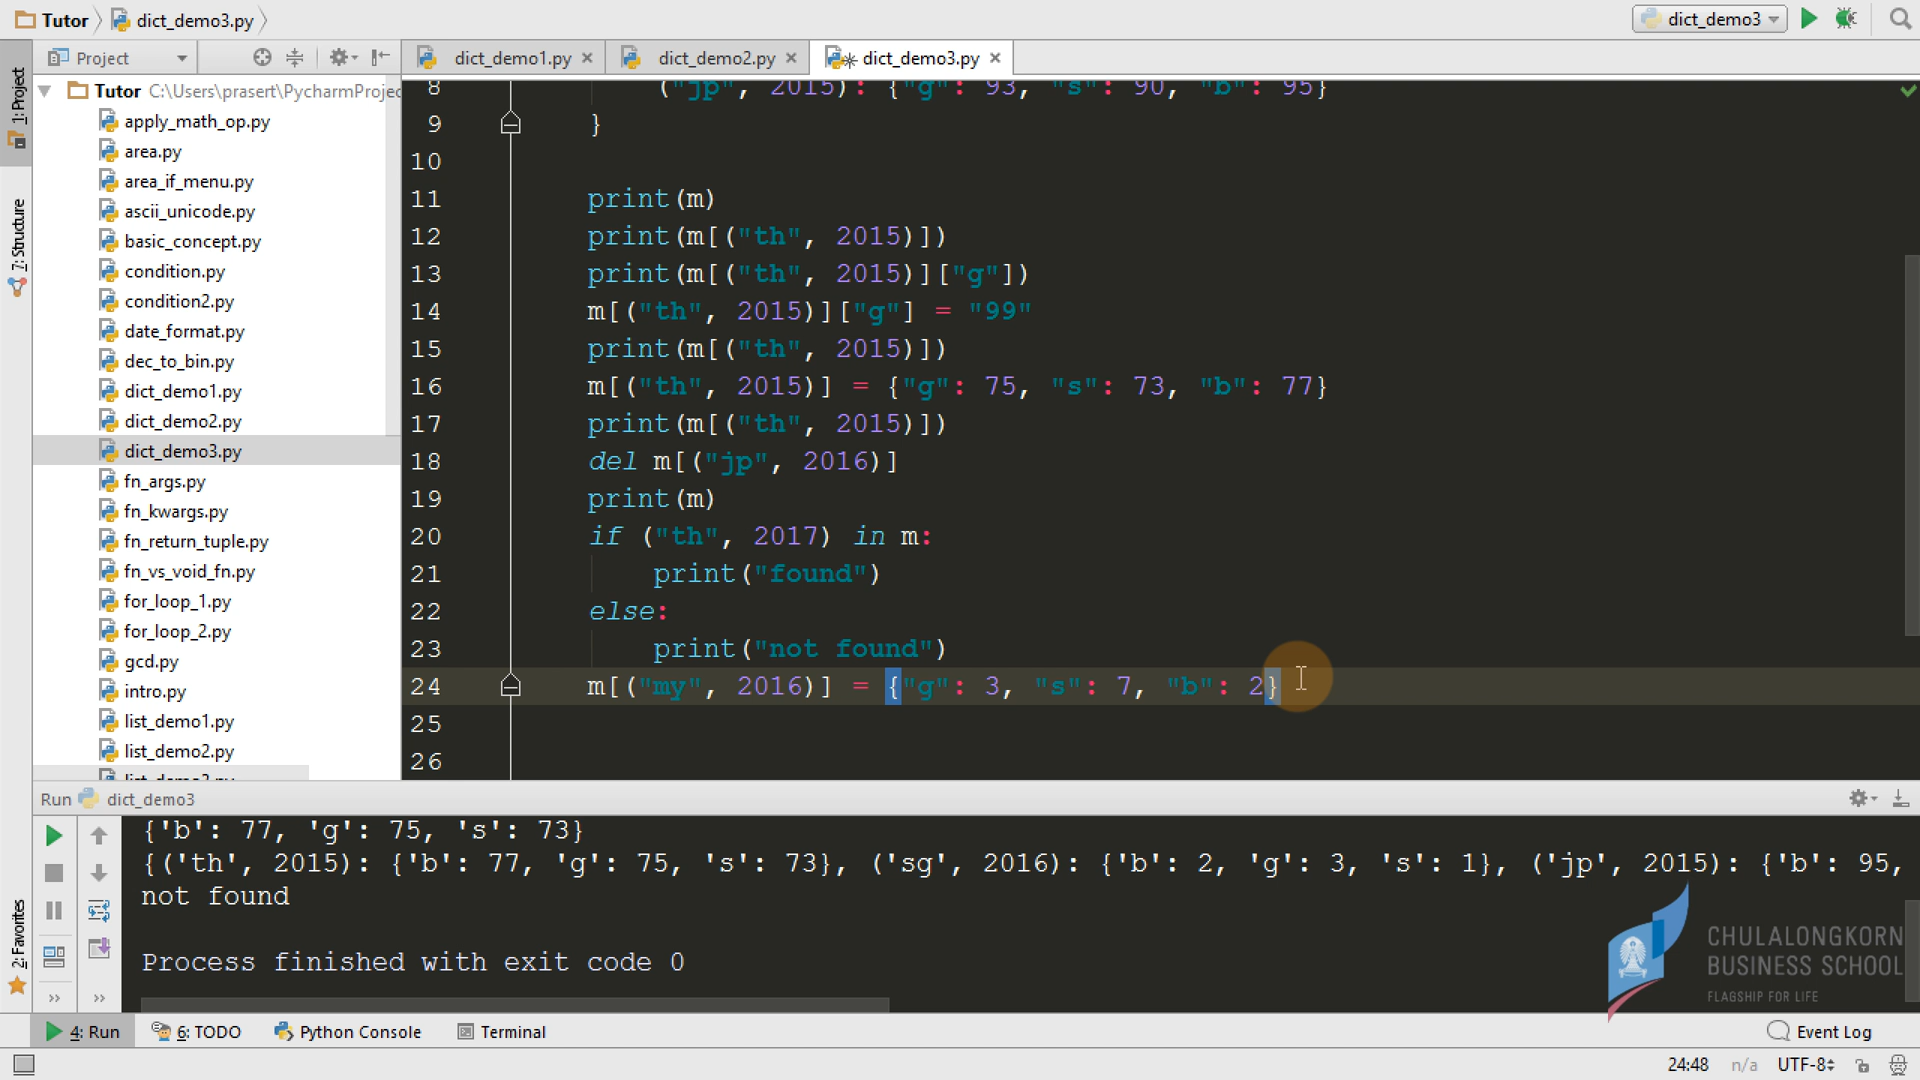 Tutor dict_demo3.py dict_demo3
Project dict_demo1.py dict_demo2.py dict_demo3.py
1: Project
7: Structure
2: Favorites
Tutor C:\Users\prasert\PycharmProjec
apply_math_op.py
area.py
area_if_menu.py
ascii_unicode.py
basic_concept.py
condition.py
condition2.py
date_format.py
dec_to_bin.py
dict_demo1.py
dict_demo2.py
dict_demo3.py
fn_args.py
fn_kwargs.py
fn_return_tuple.py
fn_vs_void_fn.py
for_loop_1.py
for_loop_2.py
gcd.py
intro.py
list_demo1.py
list_demo2.py
8 ("jp", 2015): {"g": 93, "s": 90, "b": 95}
9 }
10
11 print(m)
12 print(m[("th", 2015)])
13 print(m[("th", 2015)]["g"])
14 m[("th", 2015)]["g"] = "99"
15 print(m[("th", 2015)])
16 m[("th", 2015)] = {"g": 75, "s": 73, "b": 77}
17 print(m[("th", 2015)])
18 del m[("jp", 2016)]
19 print(m)
20 if ("th", 2017) in m:
21 print("found")
22 else:
23 print("not found")
24 m[("my", 2016)] = {"g": 3, "s": 7, "b": 2}
25
26
Run dict_demo3
{'b': 77, 'g': 75, 's': 73}
{('th', 2015): {'b': 77, 'g': 75, 's': 73}, ('sg', 2016): {'b': 2, 'g': 3, 's': 1}, ('jp', 2015): {'b': 95,
not found
Process finished with exit code 0
CHULALONGKORN
BUSINESS SCHOOL
FLAGSHIP FOR LIFE
4: Run 6: TODO Python Console Terminal Event Log
24:48 n/a UTF-8